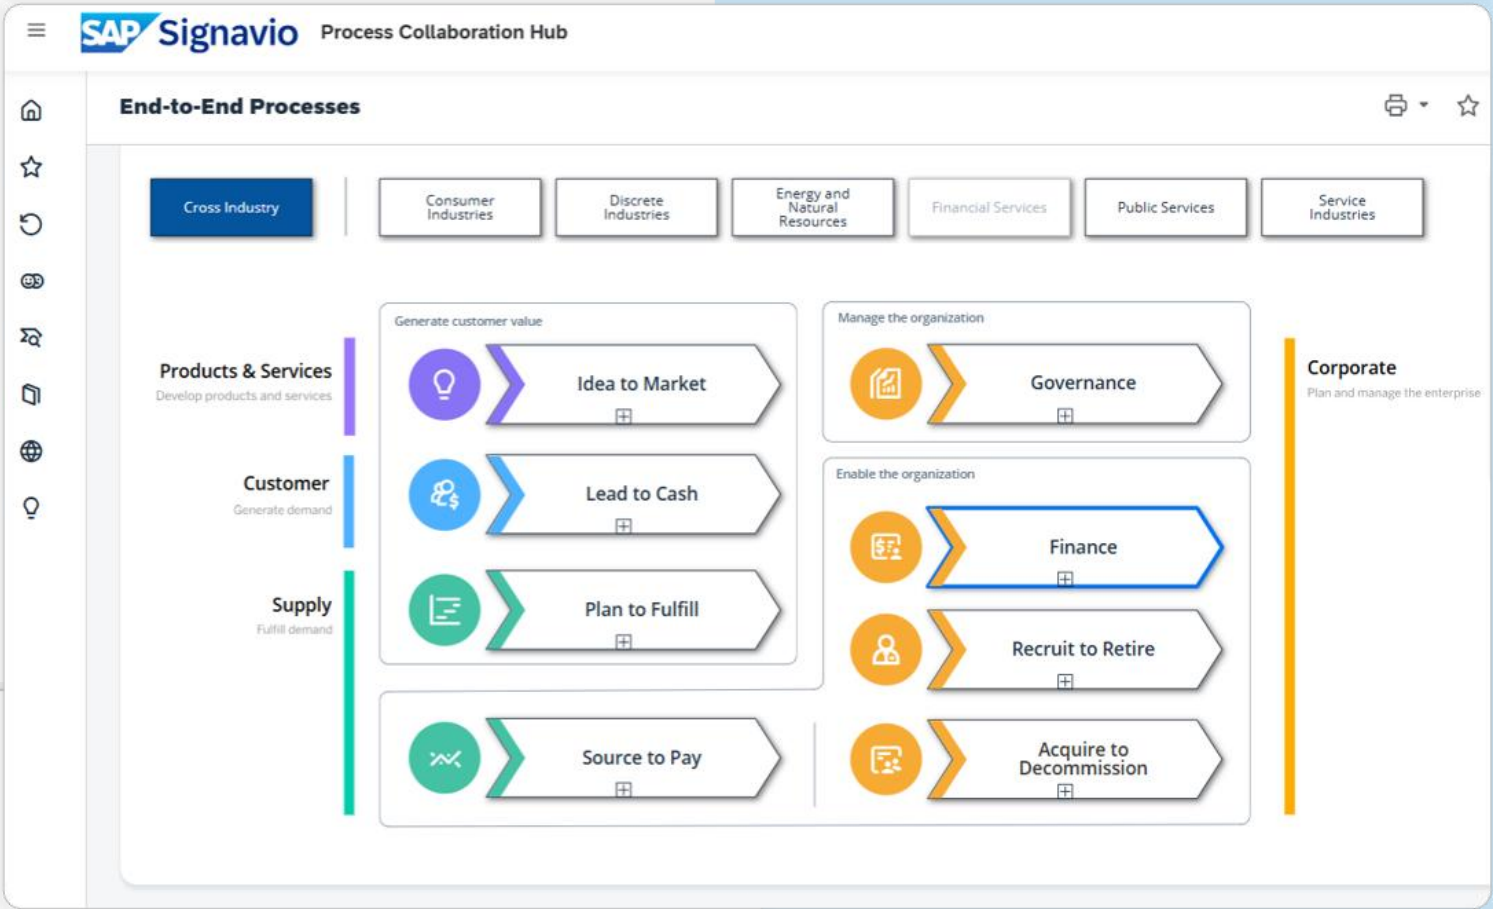 SAP Signavio Process Collaboration Hub
End-to-End Processes
Cross Industry
Consumer
Industries
Discrete
Industries
Energy and
Natural
Resources
Financial Services
Public Services
Service
Industries
Products & Services
Develop products and services
Customer
Generate demand
Supply
Fulfill demand
Generate customer value
Idea to Market
Lead to Cash
Plan to Fulfill
Source to Pay
Manage the organization
Governance
Enable the organization
Finance
Recruit to Retire
Acquire to
Decommission
Corporate
Plan and manage the enterprise